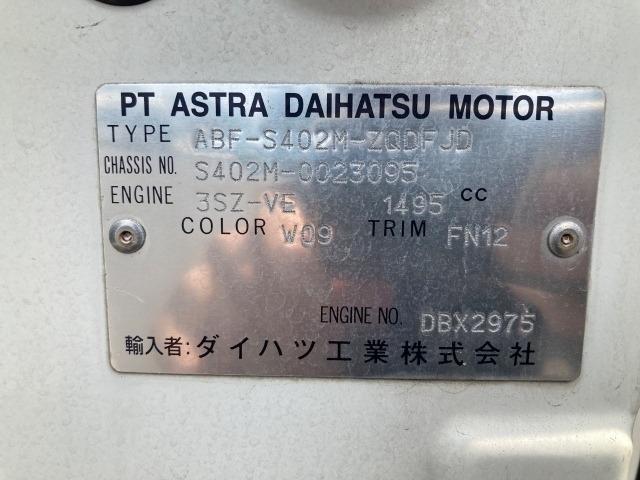 PT ASTRA DAIHATSU MOTOR
TYPE ABF-S402M-ZQDFJD
CHASSIS NO. S402M-0023095
ENGINE 3SZ-VE 1495 CC
COLOR W09 TRIM FN12
ENGINE NO. DBX2975
輸入者: ダイハツ工業株式会社